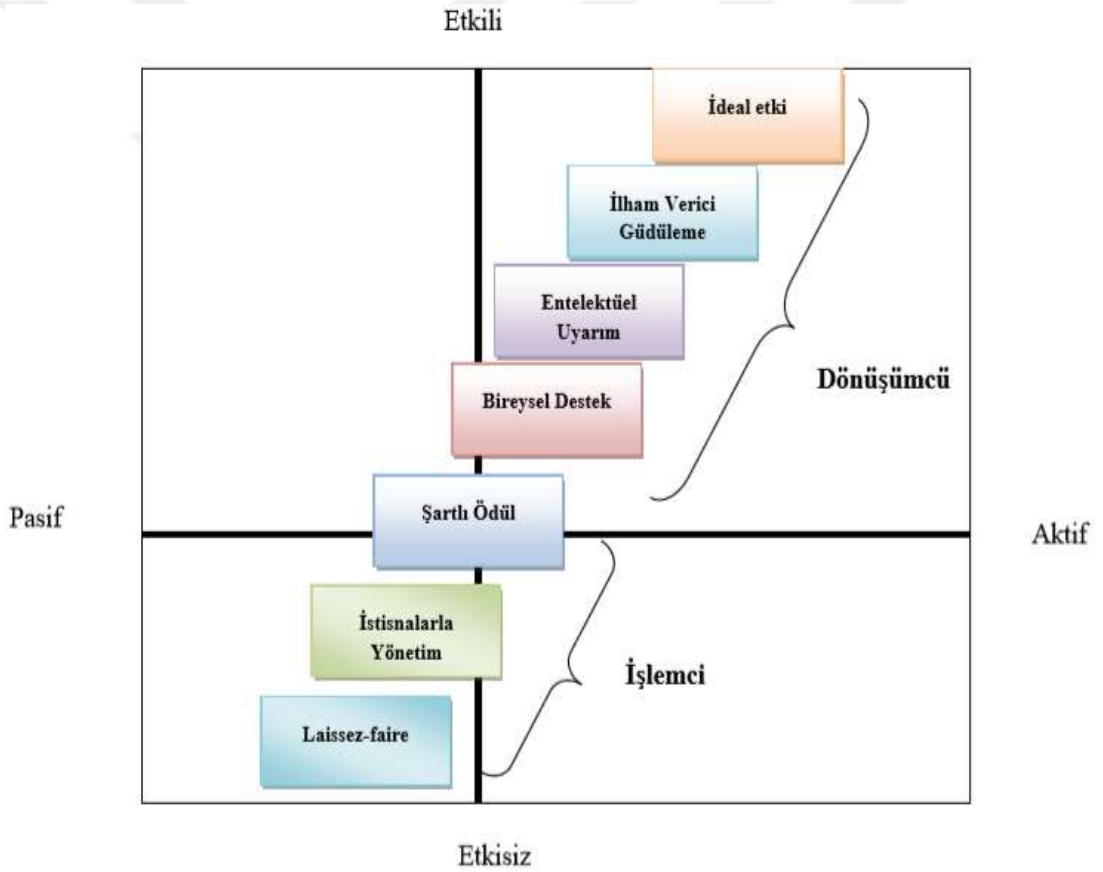 Etkili
İdeal etki
İlham Verici
Güdüleme
Entelektüel
Uyarım
Dönüşümcü
Bireysel Destek
Pasif
Şartlı Ödül
Aktif
İstisnalarla
Yönetim
İşlemci
Laissez-faire
Etkisiz